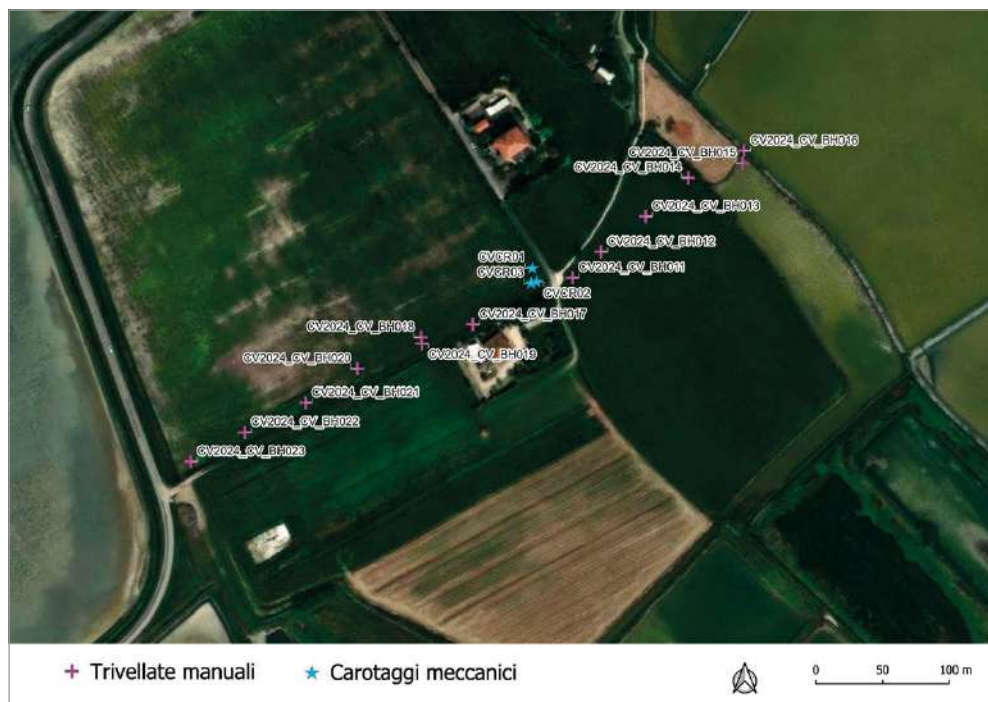 CV2024_CV_BH016
CV2024_CV_BH015
CV2024_CV_BH014
CV2024_CV_BH013
CV2024_CV_BH012
CVCR01
CV2024_CV_BH011
CVCR03
CVCR02
CV2024_CV_BH017
CV2024_CV_BH018
CV2024_CV_BH019
CV2024_CV_BH020
CV2024_CV_BH021
CV2024_CV_BH022
CV2024_CV_BH023
Trivellate manuali
Carotaggi meccanici
0 50 100 m